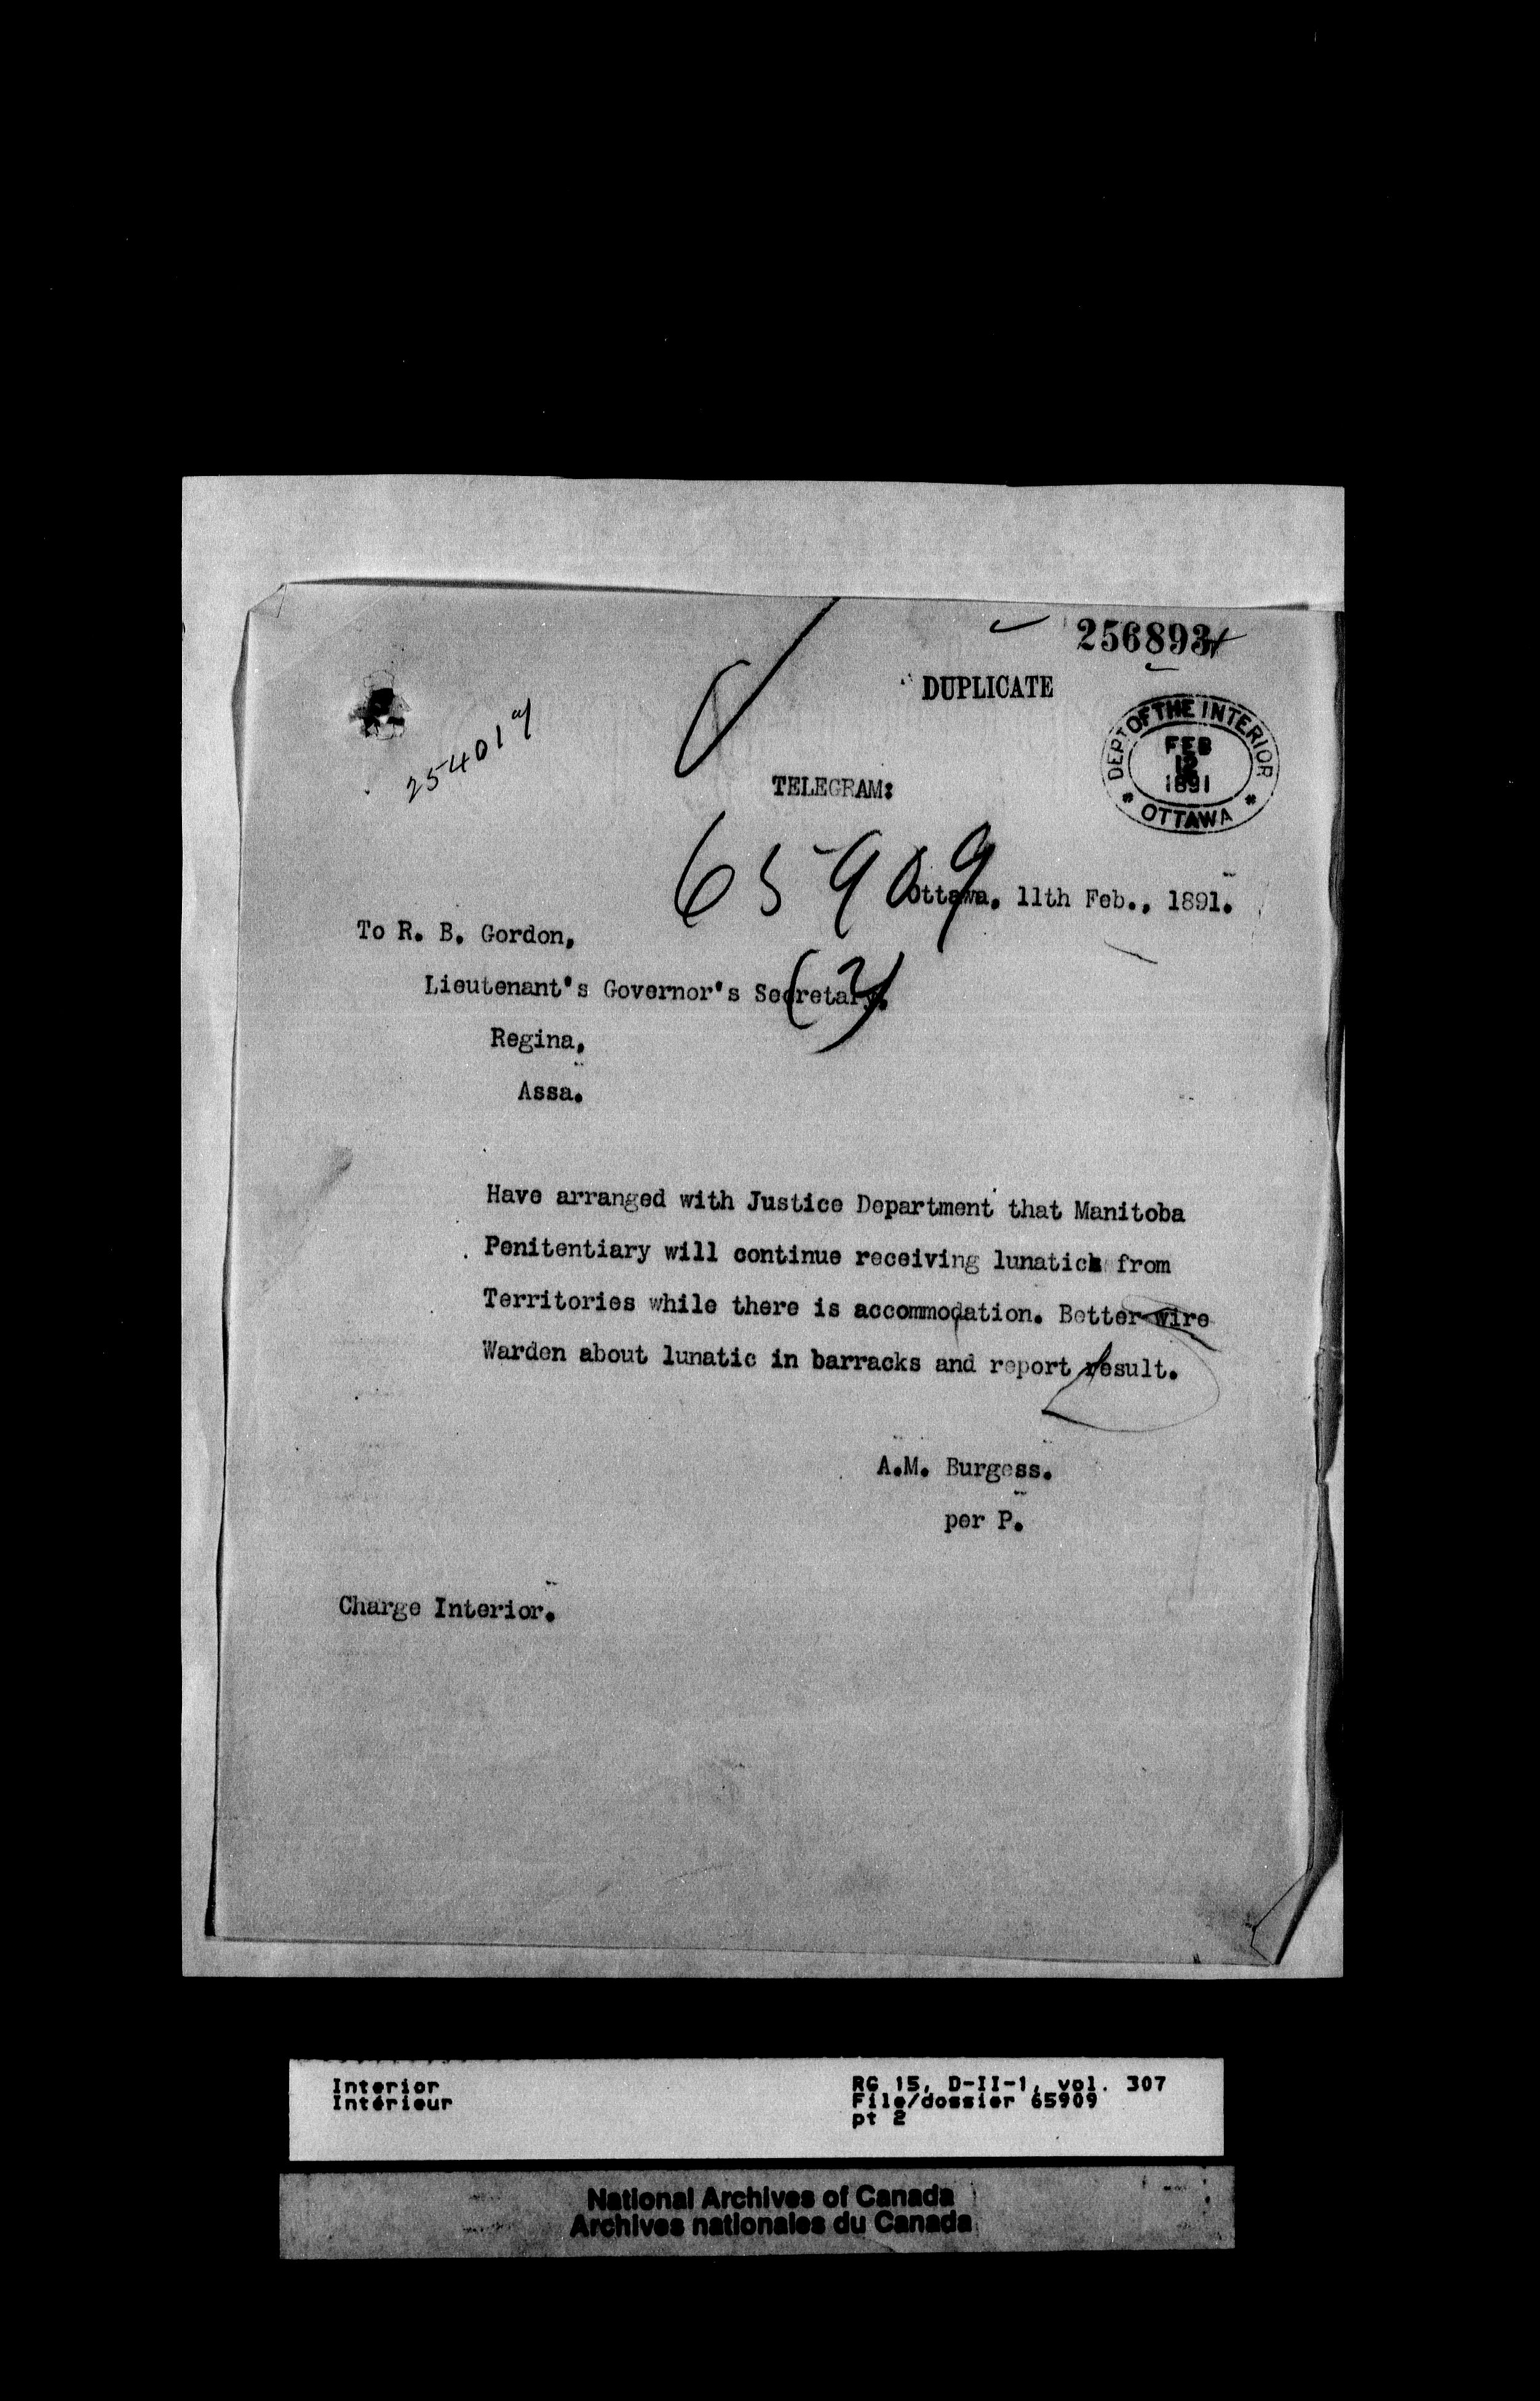 256893
DUPLICATE
DEPT OF THE INTERIOR
FEB
12
1891
* OTTAWA *
254017
TELEGRAM:
65909
(2)
Ottawa. 11th Feb., 1891.
To R. B. Gordon,
Lieutenant's Governor's Secretary.
Regina,
Assa.
Have arranged with Justice Department that Manitoba
Penitentiary will continue receiving lunatics from
Territories while there is accommodation. Better wire
Warden about lunatic in barracks and report result.
A.M. Burgess.
per P.
Charge Interior.
Interior
Intérieur
RG 15, D-II-1, vol. 307
File/dossier 65909
pt 2
National Archives of Canada
Archives nationales du Canada